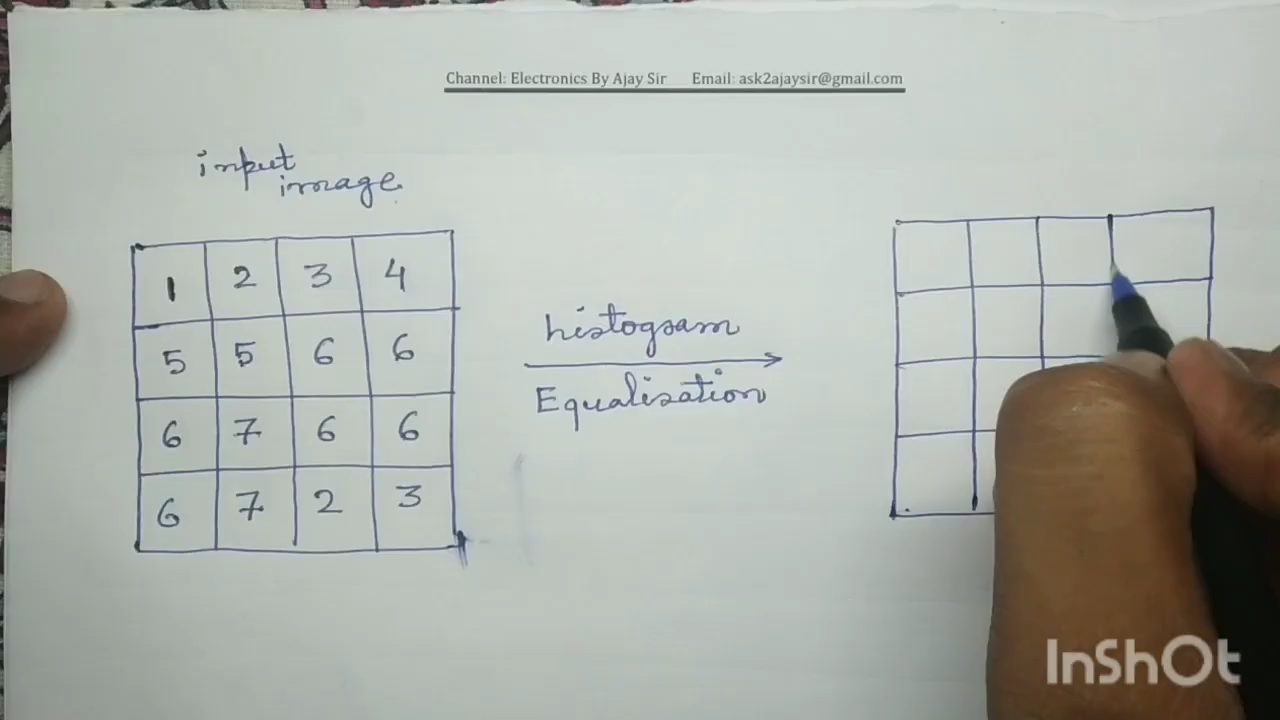 Channel: Electronics By Ajay Sir Email: ask2ajaysir@gmail.com
input
image
1 2 3 4
5 5 6 6
6 7 6 6
6 7 2 3
histogram
Equalisation
InShOt